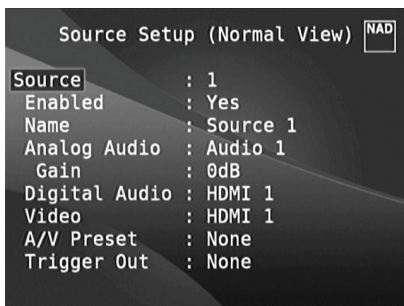 Source Setup (Normal View) NAD
Source : 1
Enabled : Yes
Name : Source 1
Analog Audio : Audio 1
Gain : 0dB
Digital Audio : HDMI 1
Video : HDMI 1
A/V Preset : None
Trigger Out : None